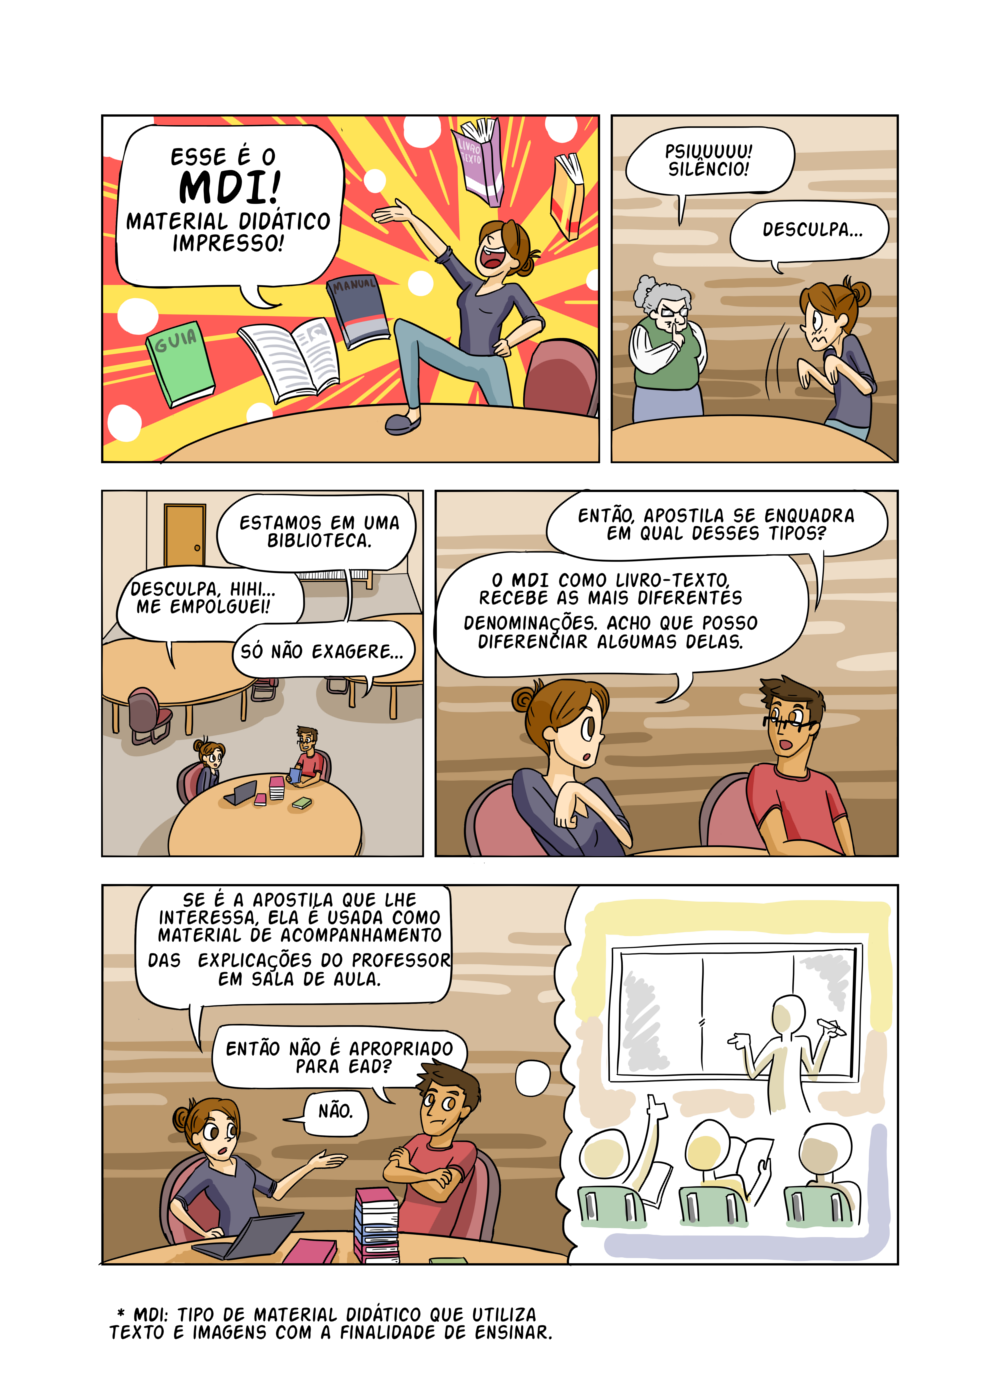 ESSE É O
MDI!
MATERIAL DIDÁTICO
IMPRESSO!
LIVRO
TEXTO
MANUAL
GUIA
PSIUUUUU!
SILÊNCIO!
DESCULPA...
ESTAMOS EM UMA
BIBLIOTECA.
DESCULPA, HIHI...
ME EMPOLGUEI!
SÓ NÃO EXAGERE...
ENTÃO, APOSTILA SE ENQUADRA
EM QUAL DESSES TIPOS?
O MDI COMO LIVRO-TEXTO,
RECEBE AS MAIS DIFERENTES
DENOMINAÇÕES. ACHO QUE POSSO
DIFERENCIAR ALGUMAS DELAS.
SE É A APOSTILA QUE LHE
INTERESSA, ELA É USADA COMO
MATERIAL DE ACOMPANHAMENTO
DAS EXPLICAÇÕES DO PROFESSOR
EM SALA DE AULA.
ENTÃO NÃO É APROPRIADO
PARA EAD?
NÃO.
* MDI: TIPO DE MATERIAL DIDÁTICO QUE UTILIZA
TEXTO E IMAGENS COM A FINALIDADE DE ENSINAR.